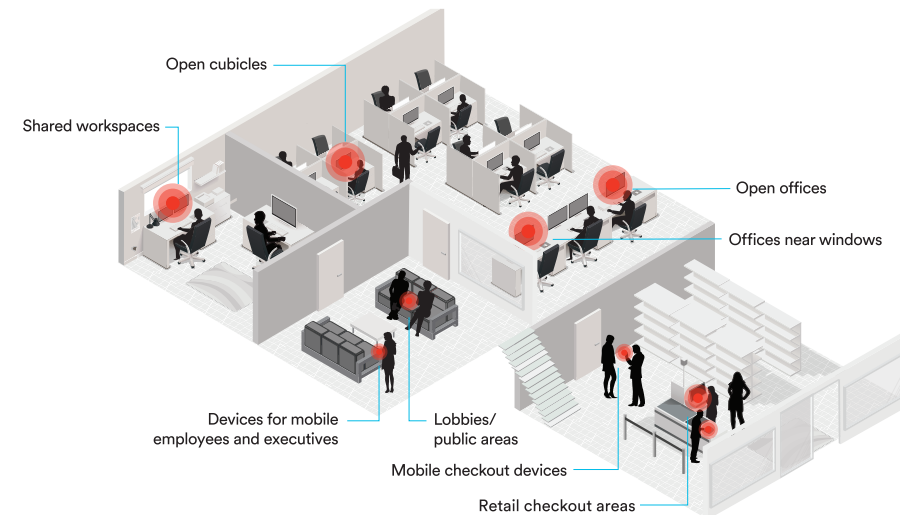 Open cubicles
Shared workspaces
Open offices
Offices near windows
Devices for mobile
employees and executives
Lobbies/
public areas
Mobile checkout devices
Retail checkout areas